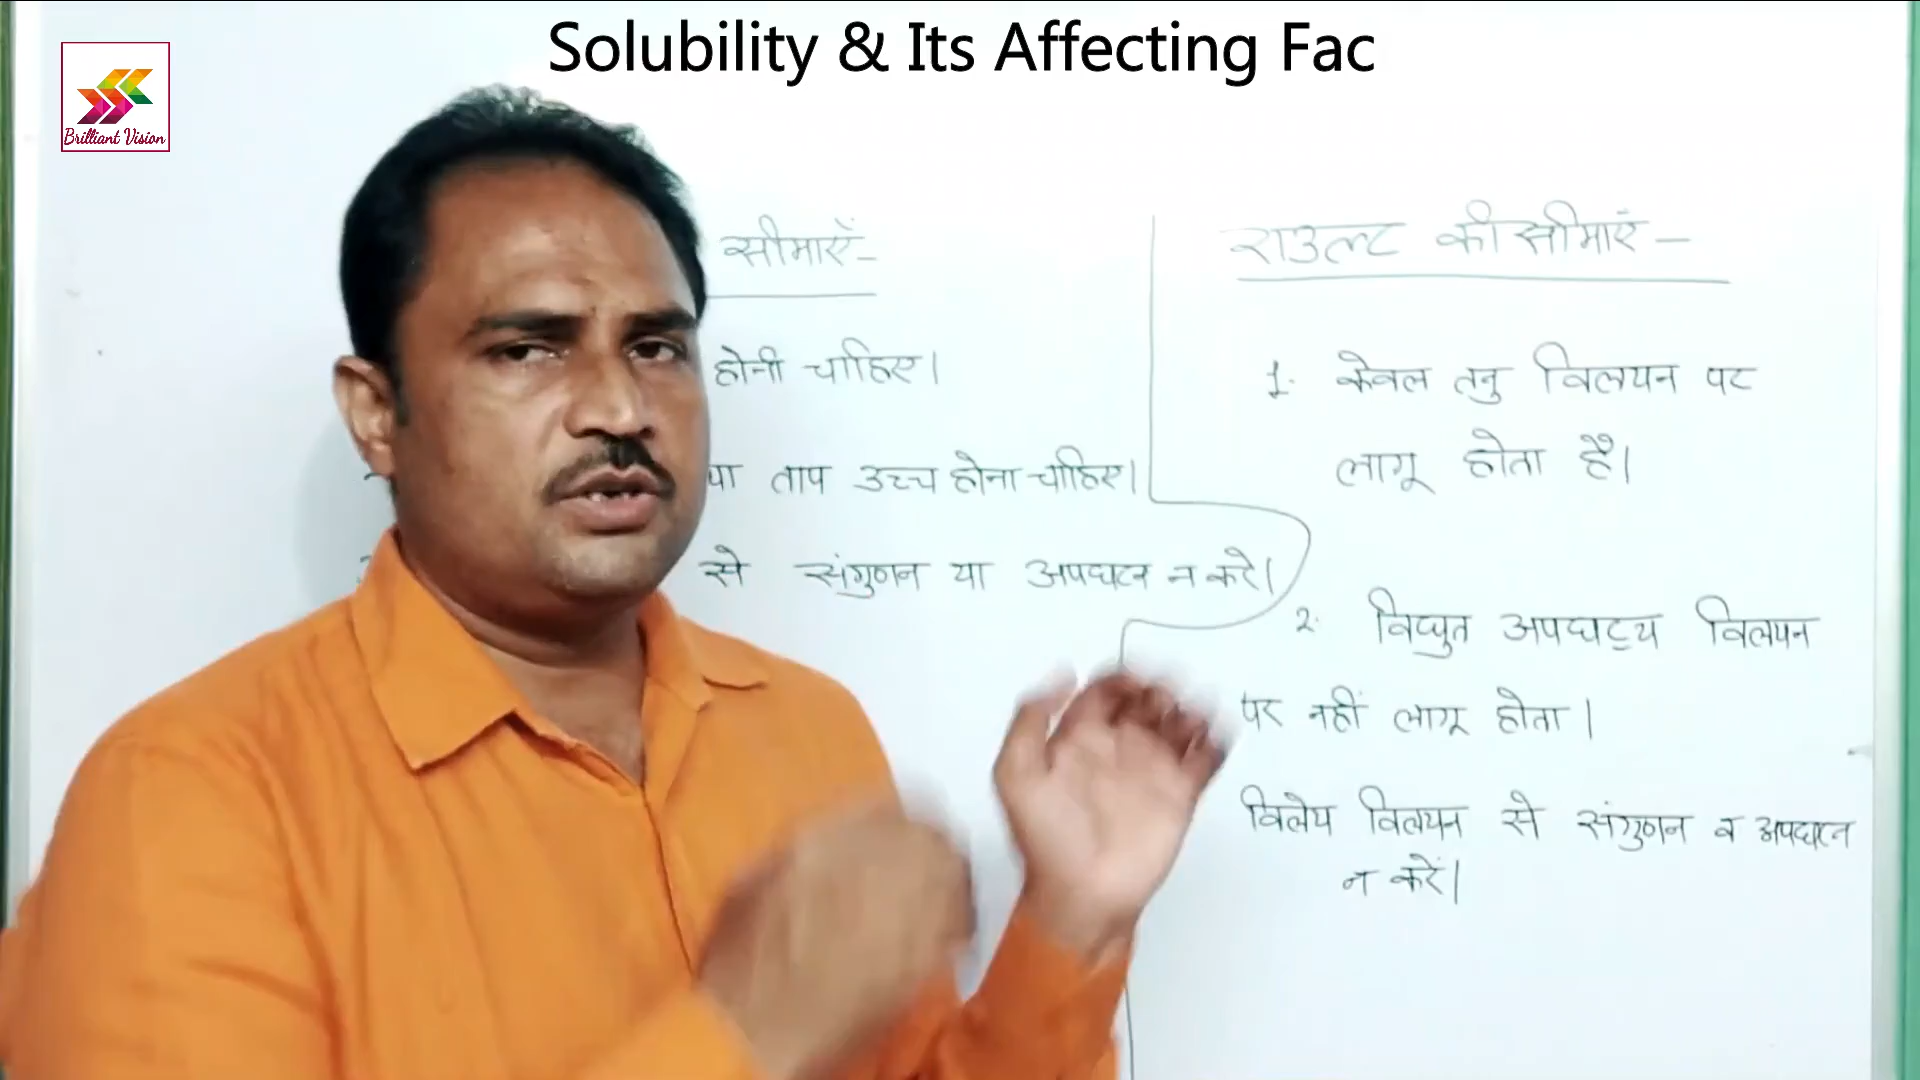 Solubility & Its Affecting Fac
Brilliant Vision
सीमाएँ-
होनी चाहिए।
या ताप उच्च होना चाहिए।
से संगुणन या अपघटन न करे।
राउल्ट की सीमाएं -
1. केवल तनु विलयन पर
लागू होता है।
2. विद्युत अपघट्य विलयन
पर नहीं लागू होता।
विलेय विलयन से संगुणन व अपघटन
न करें।